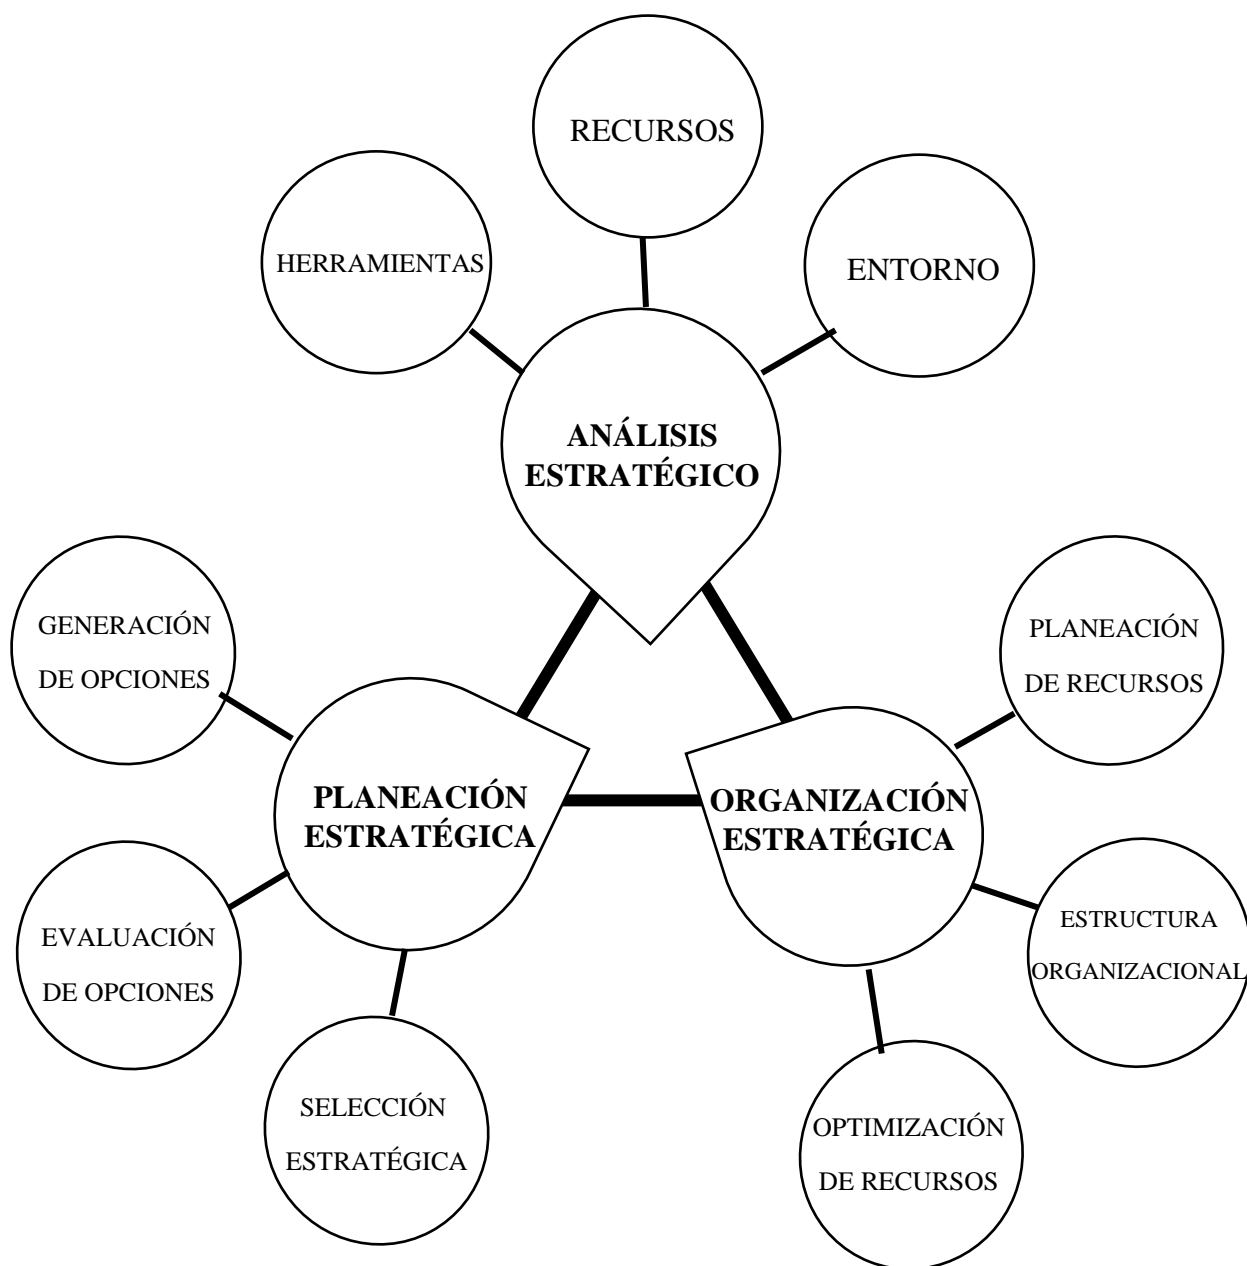 RECURSOS
HERRAMIENTAS
ENTORNO
ANÁLISIS
ESTRATÉGICO
GENERACIÓN
DE OPCIONES
PLANEACIÓN
DE RECURSOS
PLANEACIÓN
ESTRATÉGICA
ORGANIZACIÓN
ESTRATÉGICA
EVALUACIÓN
DE OPCIONES
ESTRUCTURA
ORGANIZACIONAL
SELECCIÓN
ESTRATÉGICA
OPTIMIZACIÓN
DE RECURSOS